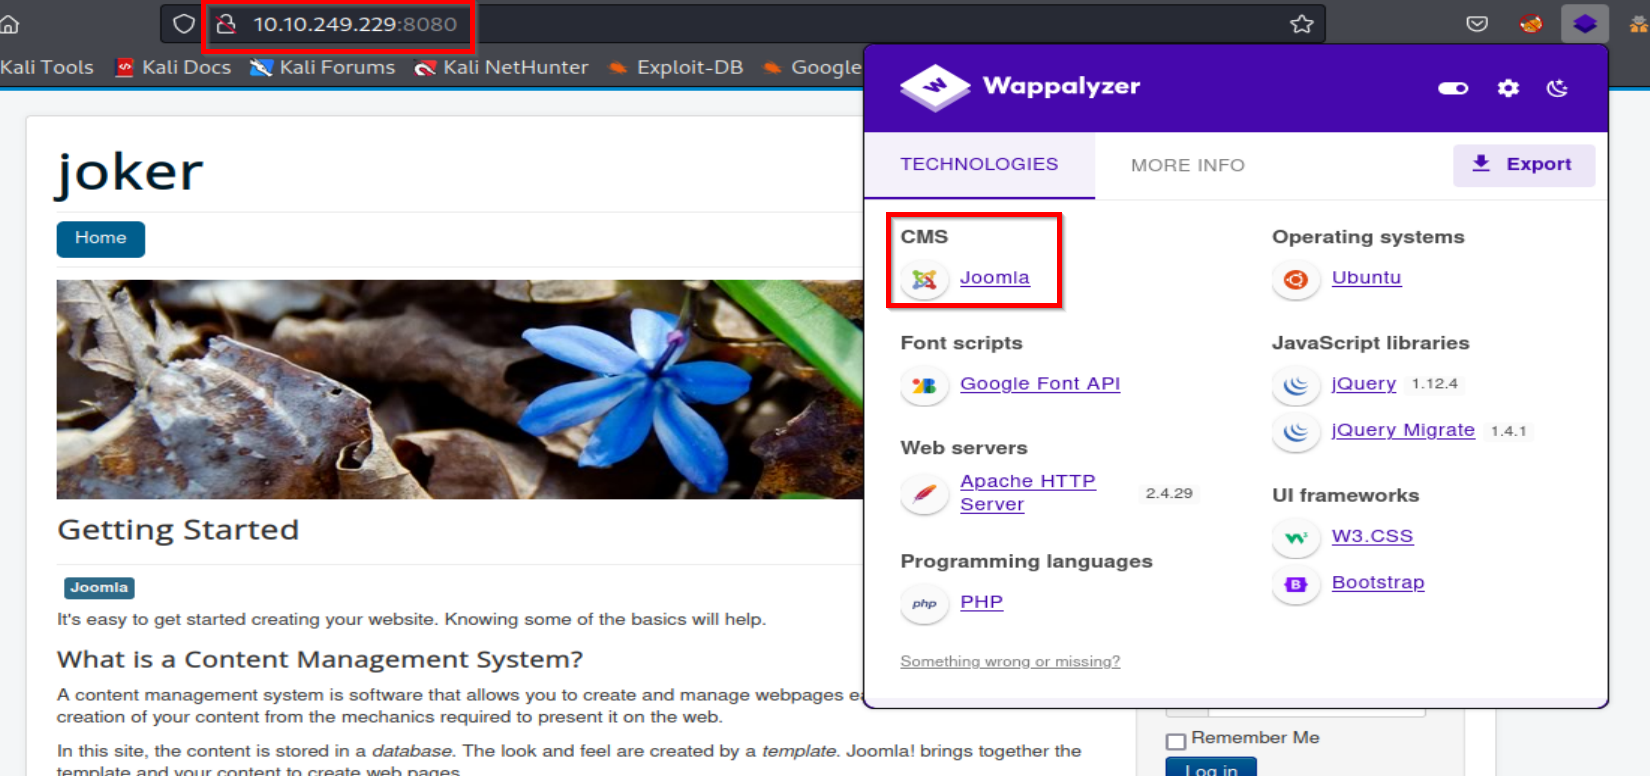 10.10.249.229:8080
Kali Tools Kali Docs Kali Forums Kali NetHunter Exploit-DB Google
Wappalyzer
TECHNOLOGIES MORE INFO Export
CMS
Joomla
Operating systems
Ubuntu
Font scripts
Google Font API
JavaScript libraries
jQuery 1.12.4
jQuery Migrate 1.4.1
Web servers
Apache HTTP
Server 2.4.29
UI frameworks
W3.CSS
Bootstrap
Programming languages
php PHP
Something wrong or missing?
joker
Home
Getting Started
Joomla
It's easy to get started creating your website. Knowing some of the basics will help.
What is a Content Management System?
A content management system is software that allows you to create and manage webpages
creation of your content from the mechanics required to present it on the web.
In this site, the content is stored in a database. The look and feel are created by a template. Joomla! brings together the
template and your content to create web pages.
Remember Me
Log in